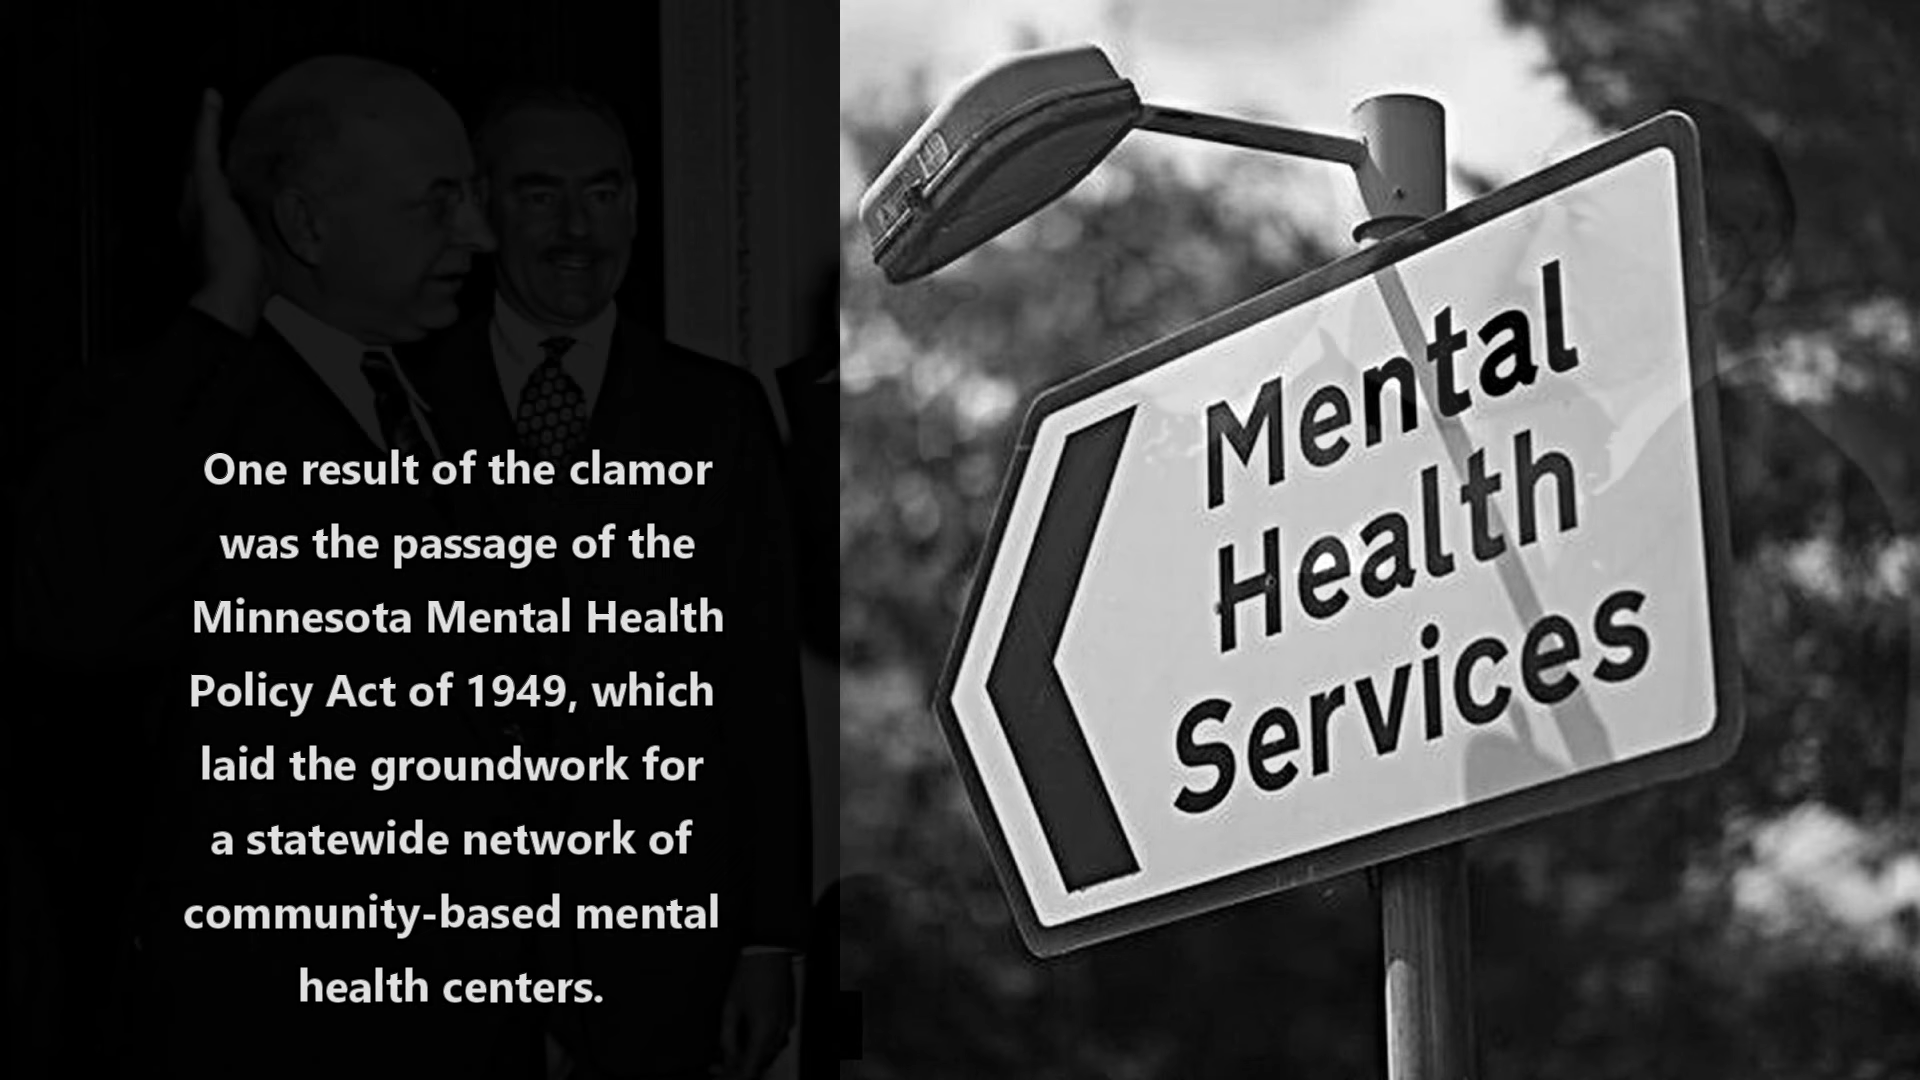 One result of the clamor
was the passage of the
Minnesota Mental Health
Policy Act of 1949, which
laid the groundwork for
a statewide network of
community-based mental
health centers.
Mental
Health
Services